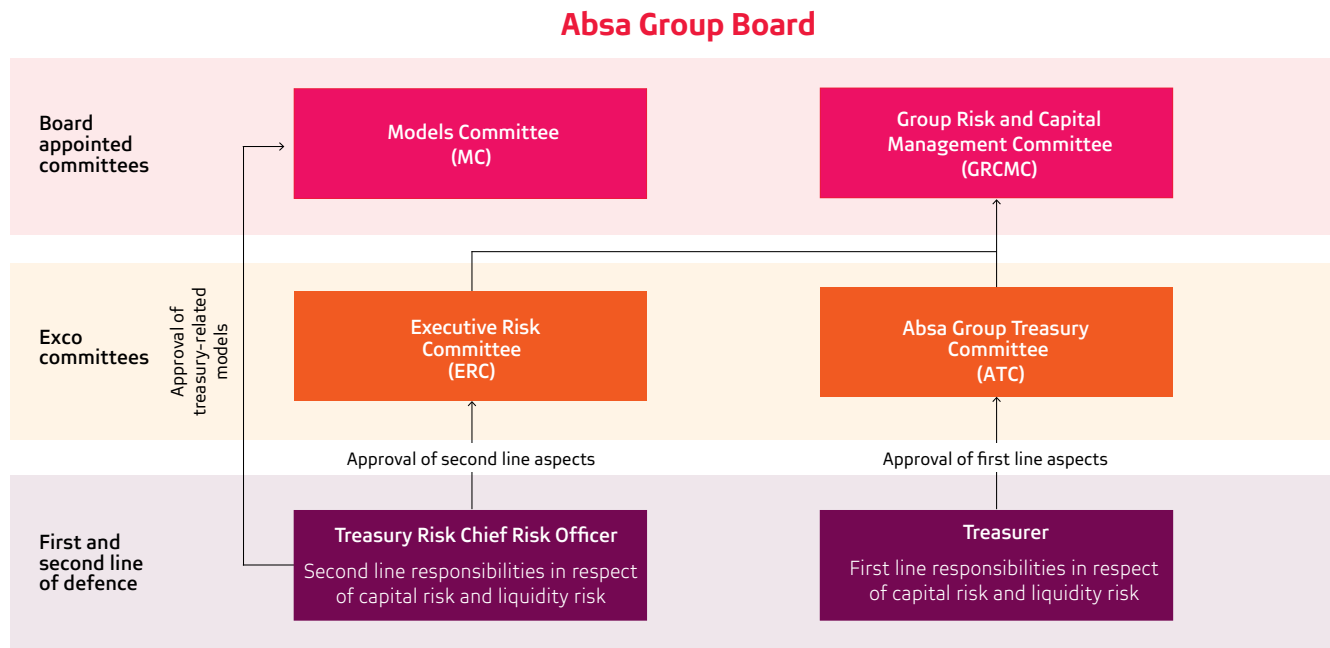 Absa Group Board
Board
appointed
committees
Models Committee
(MC)
Group Risk and Capital
Management Committee
(GRCMC)
Approval of
treasury-related
models
Exco
committees
Executive Risk
Committee
(ERC)
Absa Group Treasury
Committee
(ATC)
Approval of second line aspects
Approval of first line aspects
First and
second line
of defence
Treasury Risk Chief Risk Officer
Second line responsibilities in respect
of capital risk and liquidity risk
Treasurer
First line responsibilities in respect
of capital risk and liquidity risk